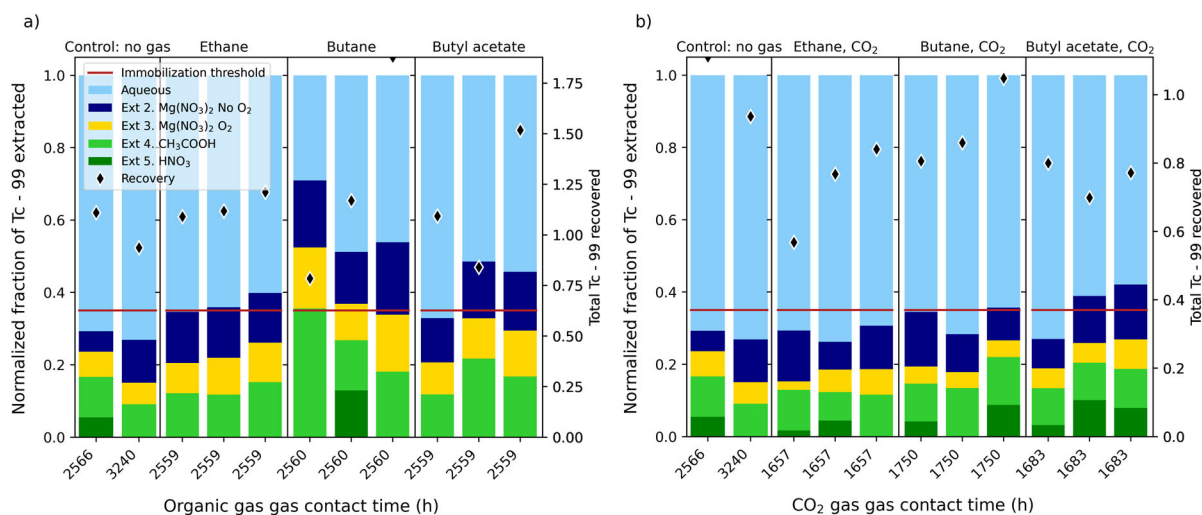 a)
Control: no gas Ethane Butane Butyl acetate
Immobilization threshold
Aqueous
Ext 2. Mg(NO₃)₂ No O₂
Ext 3. Mg(NO₃)₂ O₂
Ext 4. CH₃COOH
Ext 5. HNO₃
Recovery
Normalized fraction of Tc - 99 extracted
1.0
0.8
0.6
0.4
0.2
0.0
1.75
1.50
1.25
1.00
0.75
0.50
0.25
0.00
Total Tc - 99 recovered
2566 3240 2559 2559 2559 2560 2560 2560 2559 2559 2559
Organic gas gas contact time (h)
b)
Control: no gas Ethane, CO₂ Butane, CO₂ Butyl acetate, CO₂
Normalized fraction of Tc - 99 extracted
1.0
0.8
0.6
0.4
0.2
0.0
1.0
0.8
0.6
0.4
0.2
0.0
Total Tc - 99 recovered
2566 3240 1657 1657 1657 1750 1750 1750 1683 1683 1683
CO₂ gas gas contact time (h)